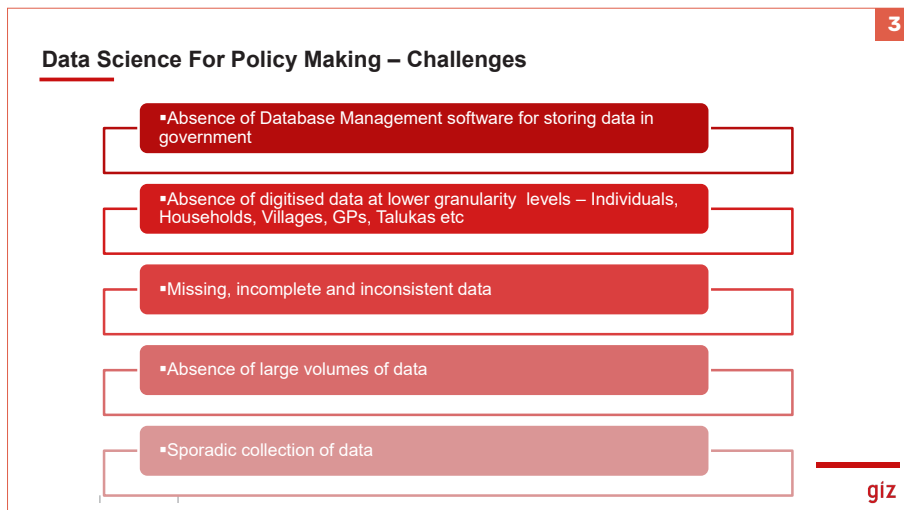 3
Data Science For Policy Making – Challenges
▪Absence of Database Management software for storing data in
government
▪Absence of digitised data at lower granularity levels – Individuals,
Households, Villages, GPs, Talukas etc
▪Missing, incomplete and inconsistent data
▪Absence of large volumes of data
▪Sporadic collection of data
giz